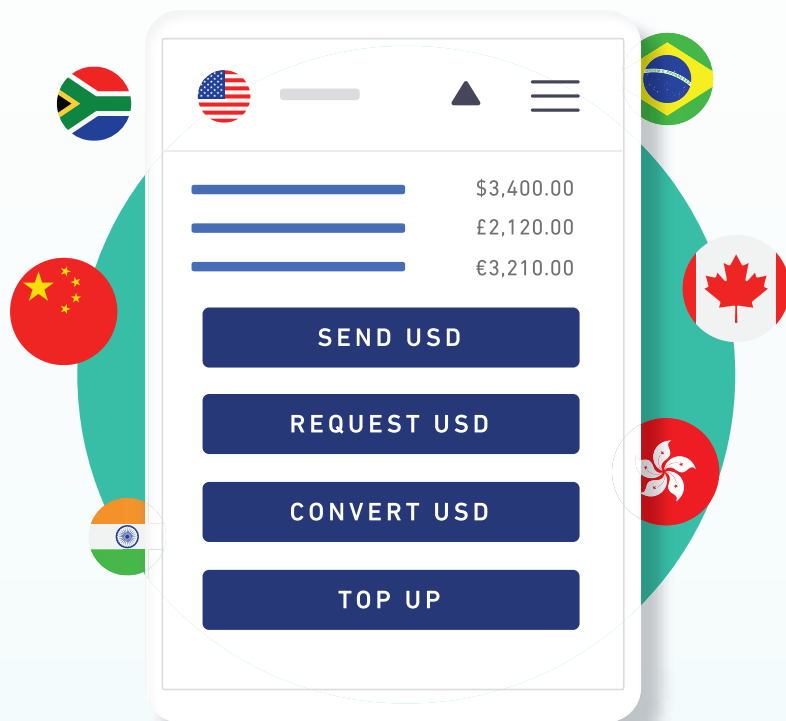 $3,400.00
£2,120.00
€3,210.00
SEND USD
REQUEST USD
CONVERT USD
TOP UP